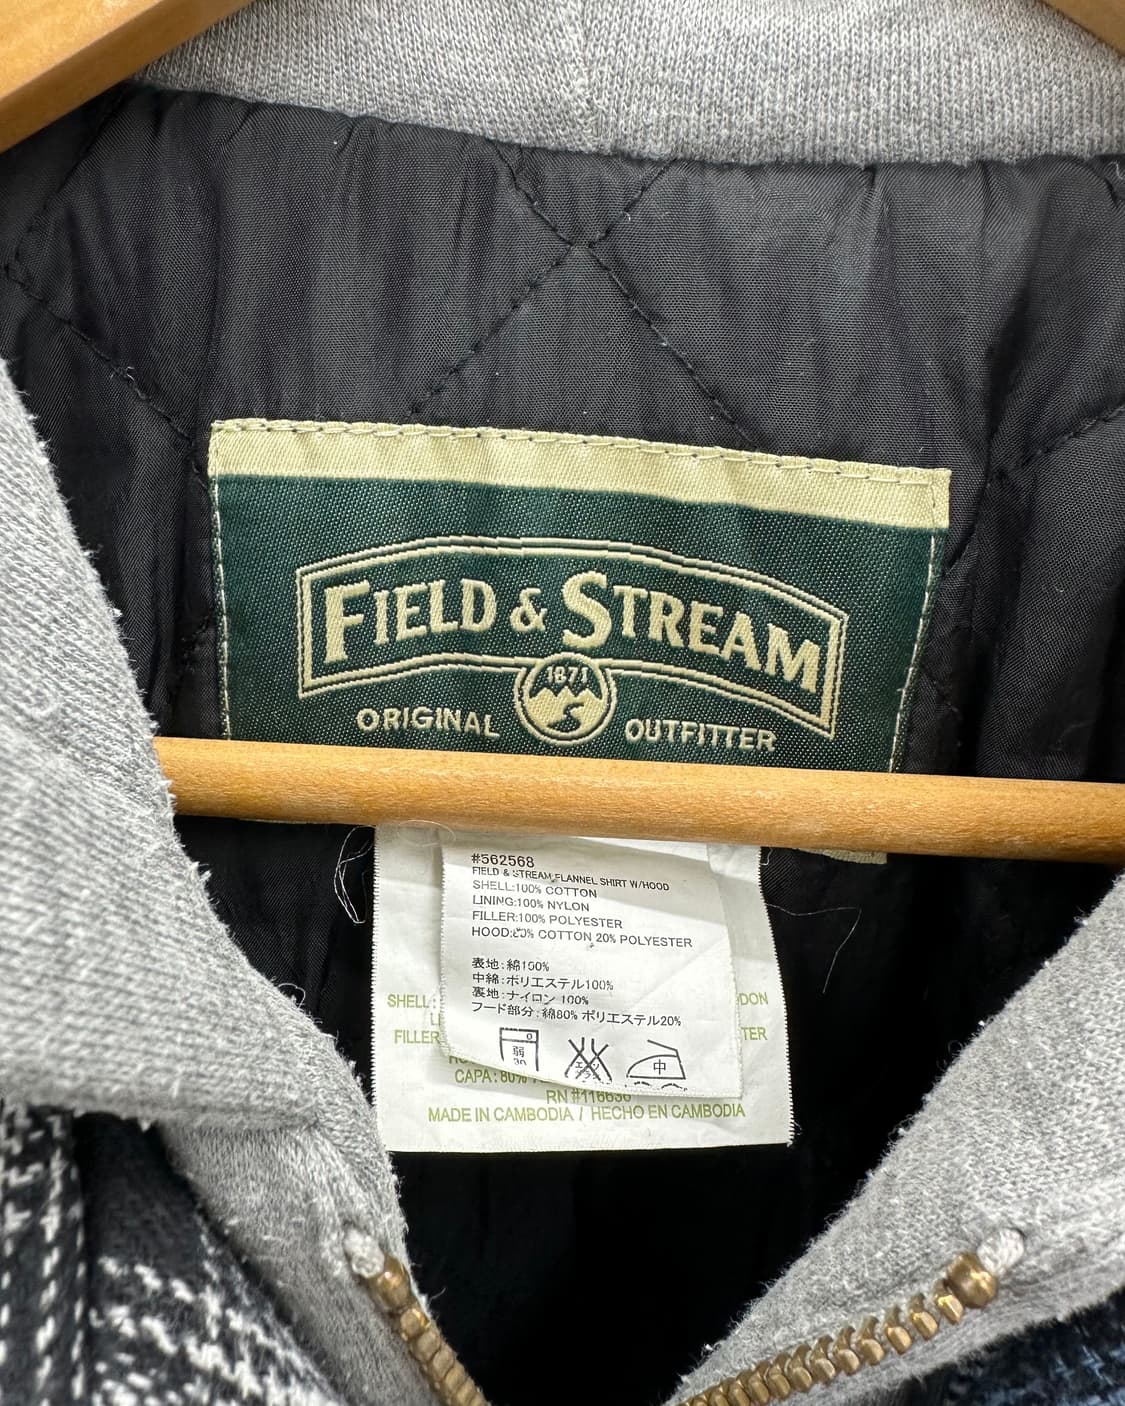 FIELD & STREAM
1871
ORIGINAL OUTFITTER
#562568
FIELD & STREAM FLANNEL SHIRT W/HOOD
SHELL:100% COTTON
LINING:100% NYLON
FILLER:100% POLYESTER
HOOD:80% COTTON 20% POLYESTER
表地:綿100%
中綿:ポリエステル100%
裏地:ナイロン 100%
フード部分:綿80% ポリエステル20%
弱
30
中
SHELL:
FILLER
CAPA: 80%
RN #116630
MADE IN CAMBODIA / HECHO EN CAMBODIA